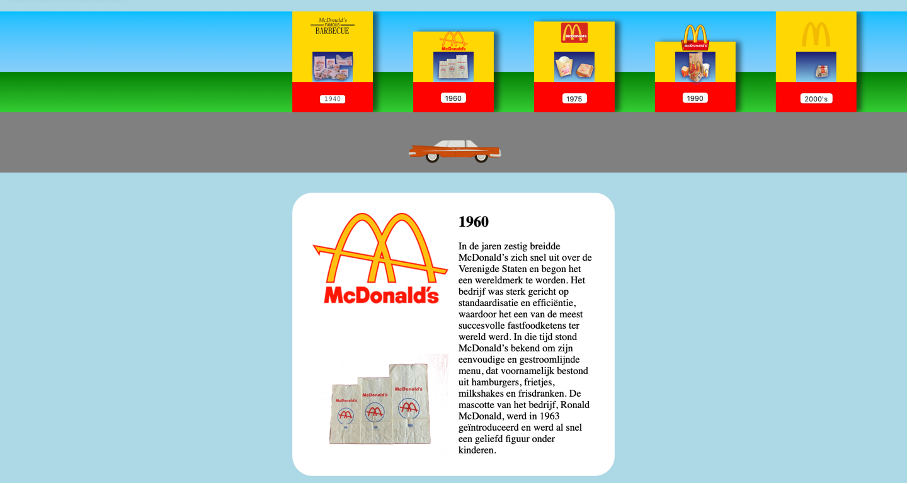 McDonald's
FAMOUS
BARBECUE
1940
McDonald's
1960
McDonald's
1975
McDonald's
1990
2000's
McDonald's
1960
In de jaren zestig breidde
McDonald's zich snel uit over de
Verenigde Staten en begon het
een wereldmerk te worden. Het
bedrijf was sterk gericht op
standaardisatie en efficiëntie,
waardoor het een van de meest
succesvolle fastfoodketens ter
wereld werd. In die tijd stond
McDonald's bekend om zijn
eenvoudige en gestroomlijnde
menu, dat voornamelijk bestond
uit hamburgers, frietjes,
milkshakes en frisdranken. De
mascotte van het bedrijf, Ronald
McDonald, werd in 1963
geïntroduceerd en werd al snel
een geliefd figuur onder
kinderen.
McDonald's
McDonald's
McDonald's